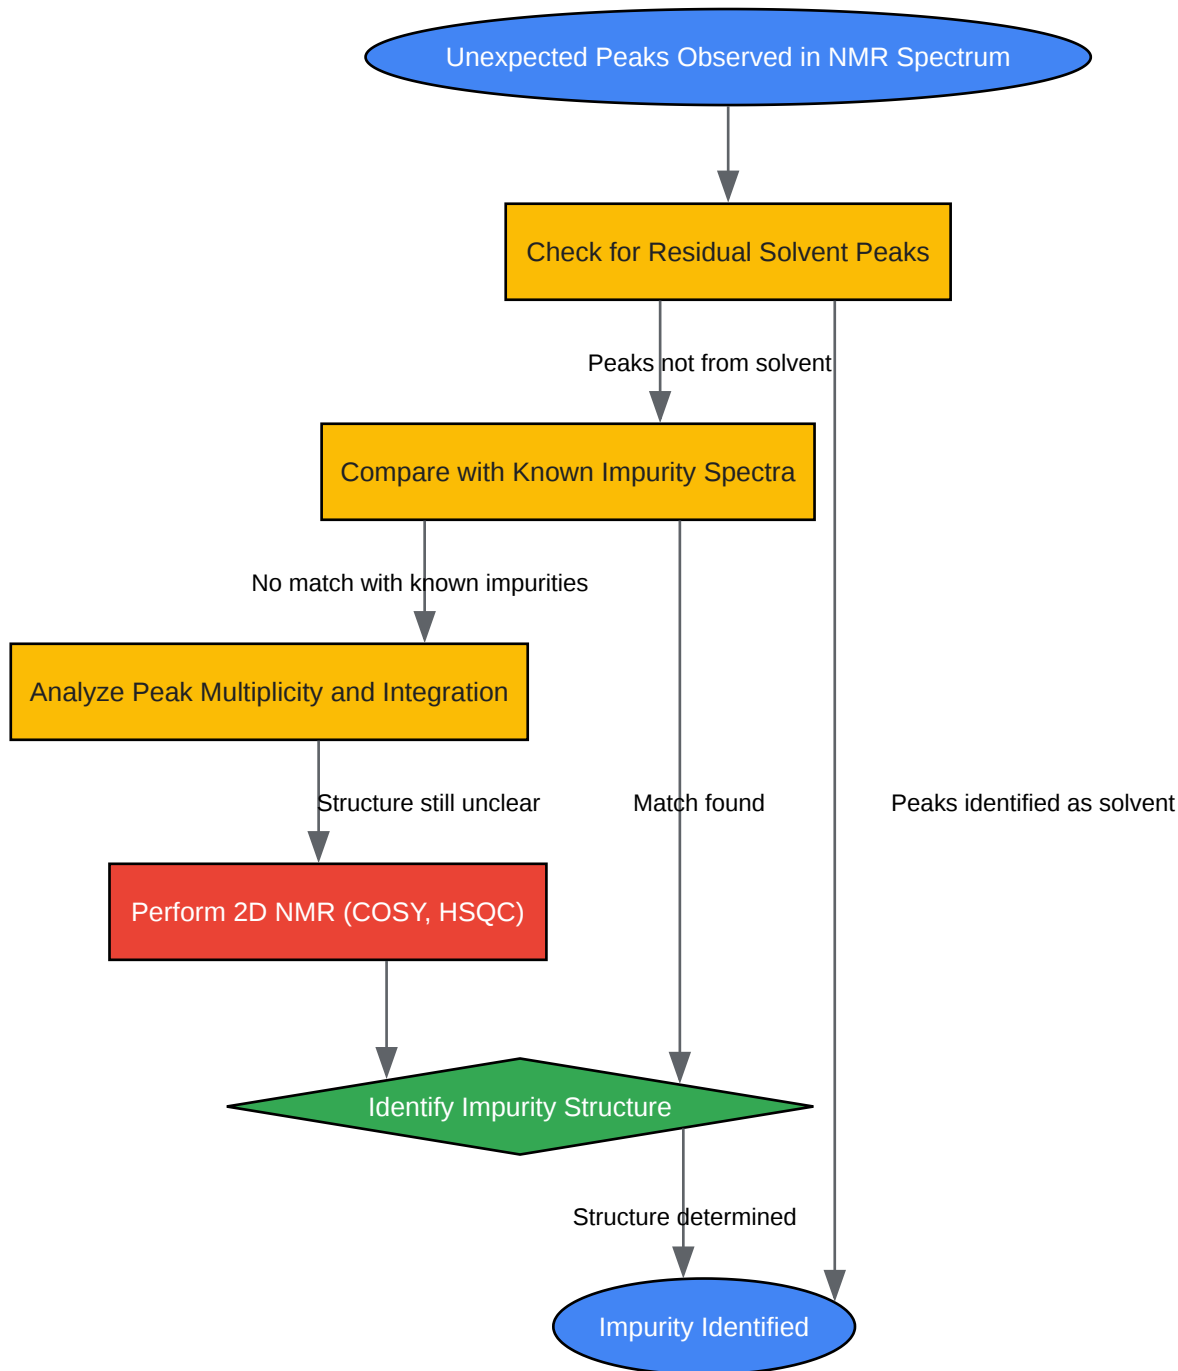 Unexpected Peaks Observed in NMR Spectrum
Check for Residual Solvent Peaks
Peaks not from solvent
Compare with Known Impurity Spectra
No match with known impurities
Analyze Peak Multiplicity and Integration
Structure still unclear
Match found
Peaks identified as solvent
Perform 2D NMR (COSY, HSQC)
Identify Impurity Structure
Structure determined
Impurity Identified